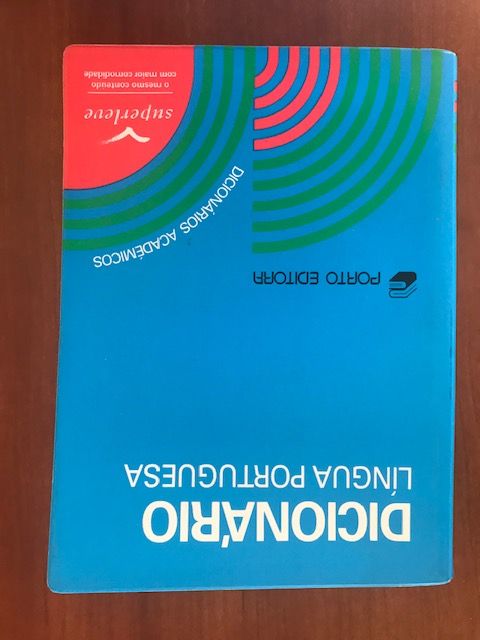 DICIONÁRIO
LÍNGUA PORTUGUESA
PORTO EDITORA
DICIONÁRIOS ACADÉMICOS
superleve
o mesmo conteúdo
com maior comodidade